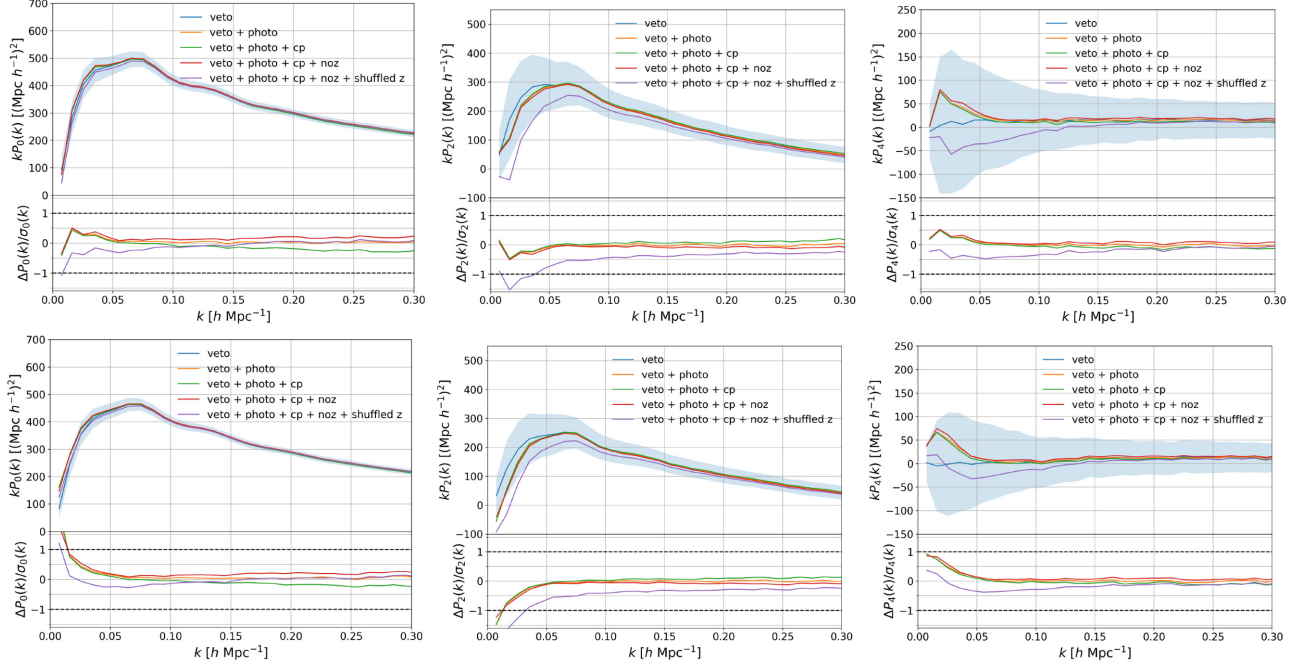 700
600
500
400
300
200
100
0
kP₀(k) [(Mpc h⁻¹)²]
veto
veto + photo
veto + photo + cp
veto + photo + cp + noz
veto + photo + cp + noz + shuffled z
1
0
−1
ΔP₀(k)/σ₀(k)
0.00 0.05 0.10 0.15 0.20 0.25 0.30
k [h Mpc⁻¹]
500
400
300
200
100
0
−100
kP₂(k) [(Mpc h⁻¹)²]
veto
veto + photo
veto + photo + cp
veto + photo + cp + noz
veto + photo + cp + noz + shuffled z
1
0
−1
ΔP₂(k)/σ₂(k)
0.00 0.05 0.10 0.15 0.20 0.25 0.30
k [h Mpc⁻¹]
250
200
150
100
50
0
−50
−100
−150
kP₄(k) [(Mpc h⁻¹)²]
veto
veto + photo
veto + photo + cp
veto + photo + cp + noz
veto + photo + cp + noz + shuffled z
1
0
−1
ΔP₄(k)/σ₄(k)
0.00 0.05 0.10 0.15 0.20 0.25 0.30
k [h Mpc⁻¹]
700
600
500
400
300
200
100
0
kP₀(k) [(Mpc h⁻¹)²]
veto
veto + photo
veto + photo + cp
veto + photo + cp + noz
veto + photo + cp + noz + shuffled z
1
0
−1
ΔP₀(k)/σ₀(k)
0.00 0.05 0.10 0.15 0.20 0.25 0.30
k [h Mpc⁻¹]
500
400
300
200
100
0
−100
kP₂(k) [(Mpc h⁻¹)²]
veto
veto + photo
veto + photo + cp
veto + photo + cp + noz
veto + photo + cp + noz + shuffled z
1
0
−1
ΔP₂(k)/σ₂(k)
0.00 0.05 0.10 0.15 0.20 0.25 0.30
k [h Mpc⁻¹]
250
200
150
100
50
0
−50
−100
−150
kP₄(k) [(Mpc h⁻¹)²]
veto
veto + photo
veto + photo + cp
veto + photo + cp + noz
veto + photo + cp + noz + shuffled z
1
0
−1
ΔP₄(k)/σ₄(k)
0.00 0.05 0.10 0.15 0.20 0.25 0.30
k [h Mpc⁻¹]